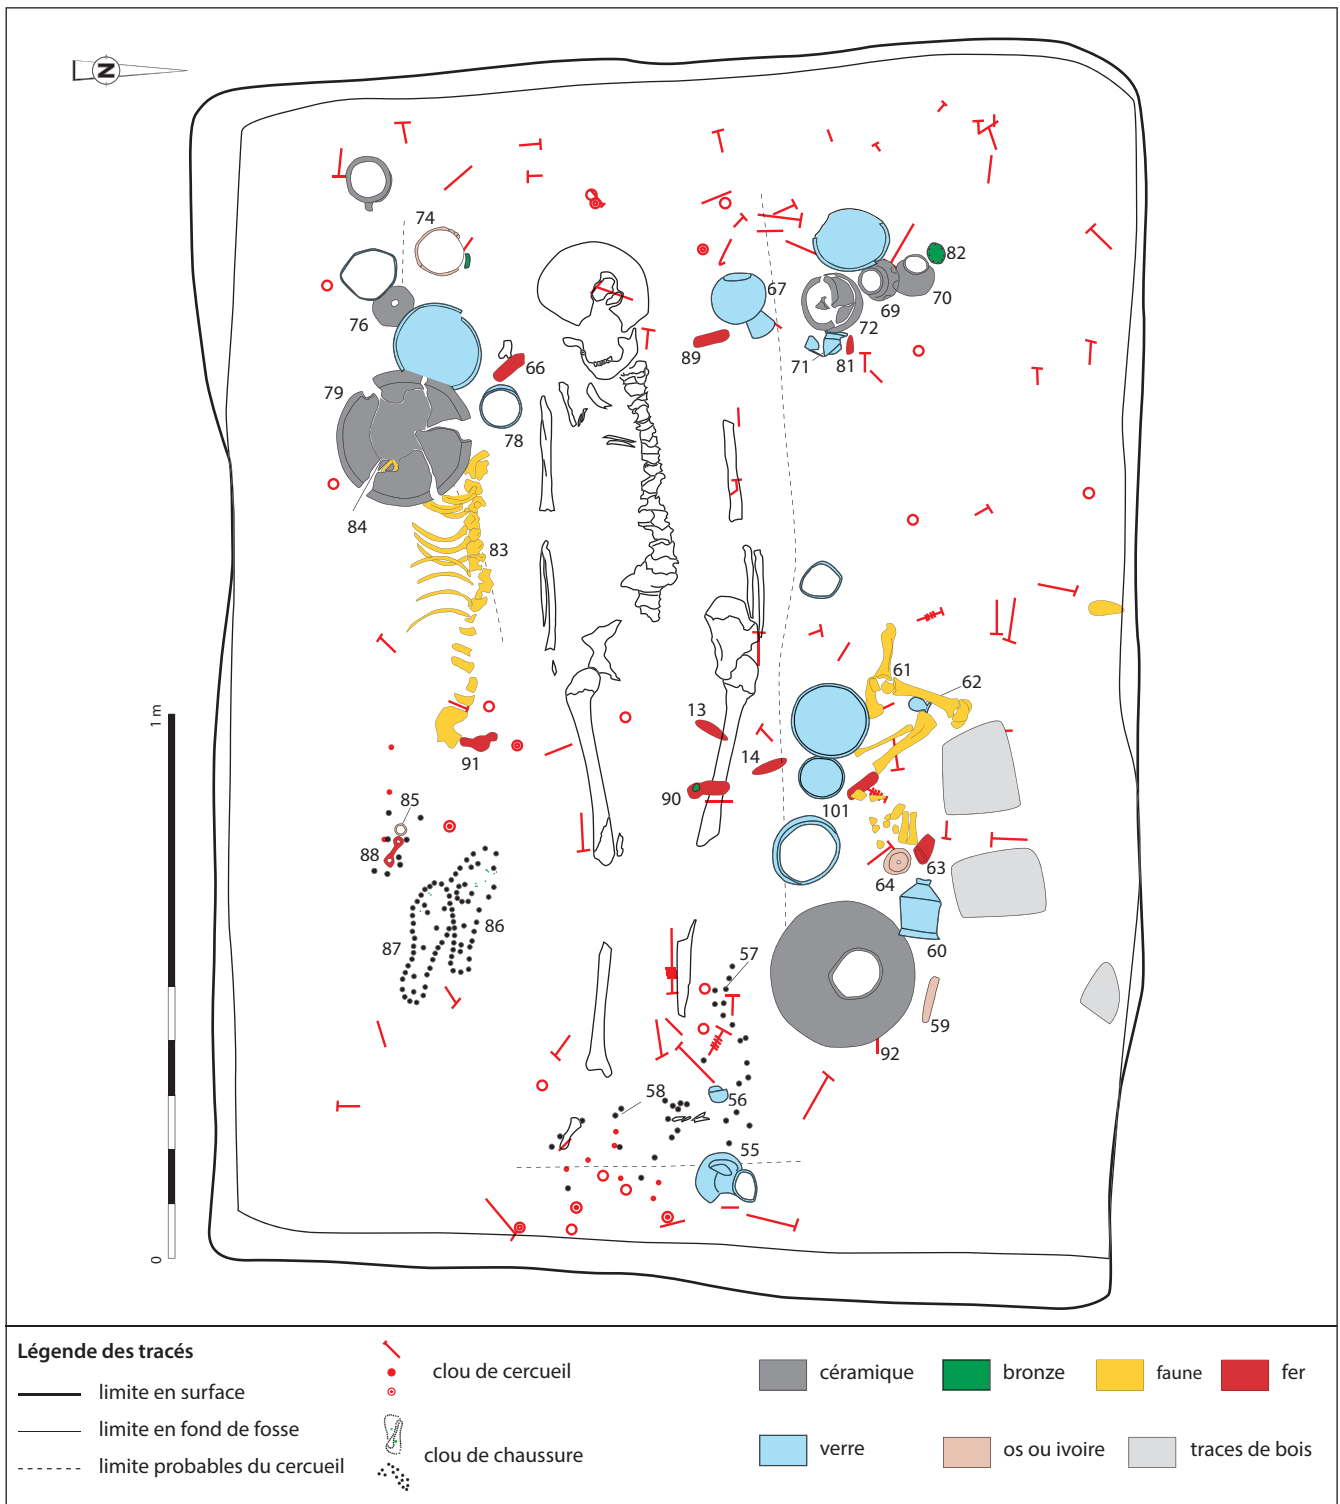 N
74
82
67
76
69
70
72
89
71
81
66
79
78
84
83
61
62
13
1 m
14
91
90
85
101
88
63
64
86
87
60
57
59
92
58
56
55
0
Légende des tracés
limite en surface
limite en fond de fosse
limite probables du cercueil
clou de cercueil
clou de chaussure
céramique
bronze
faune
fer
verre
os ou ivoire
traces de bois